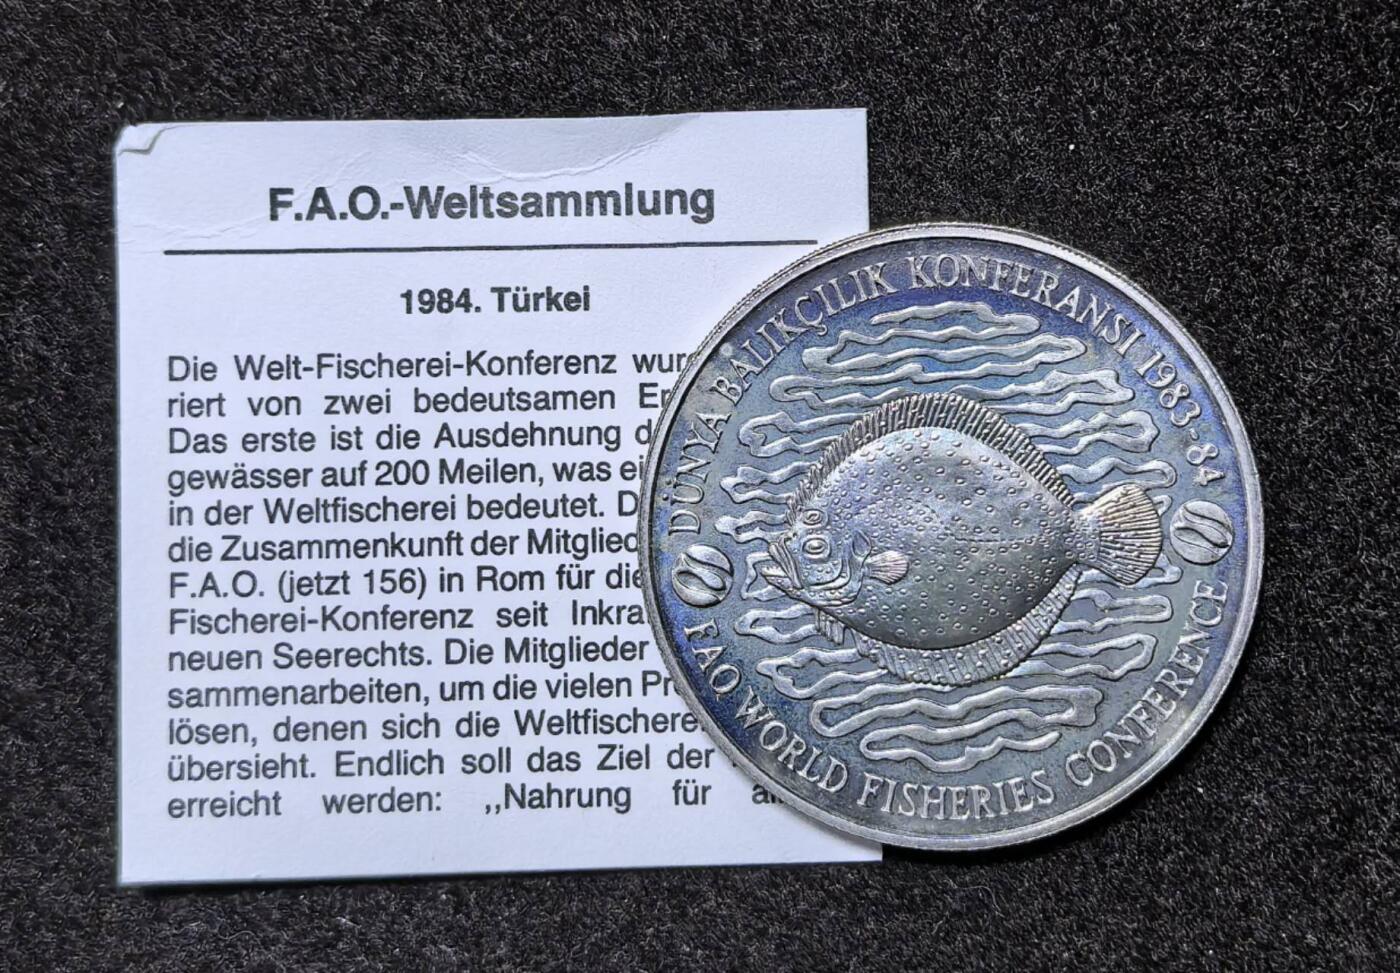 F.A.O.-Weltsammlung
1984. Türkei
Die Welt-Fischerei-Konferenz
riert von zwei bedeutsamen
Das erste ist die Ausdehnung
gewässer auf 200 Meilen, was
in der Weltfischerei bedeutet.
die Zusammenkunft der
F.A.O. (jetzt 156) in Rom für die
Fischerei-Konferenz seit
neuen Seerechts. Die Mitglieder
sammenarbeiten, um die vielen
lösen, denen sich die
übersieht. Endlich soll das Ziel der
erreicht werden: ,,Nahrung für
DÜNYA BALIKÇILIK KONFERANSI 1983-84
FAO WORLD FISHERIES CONFERENCE